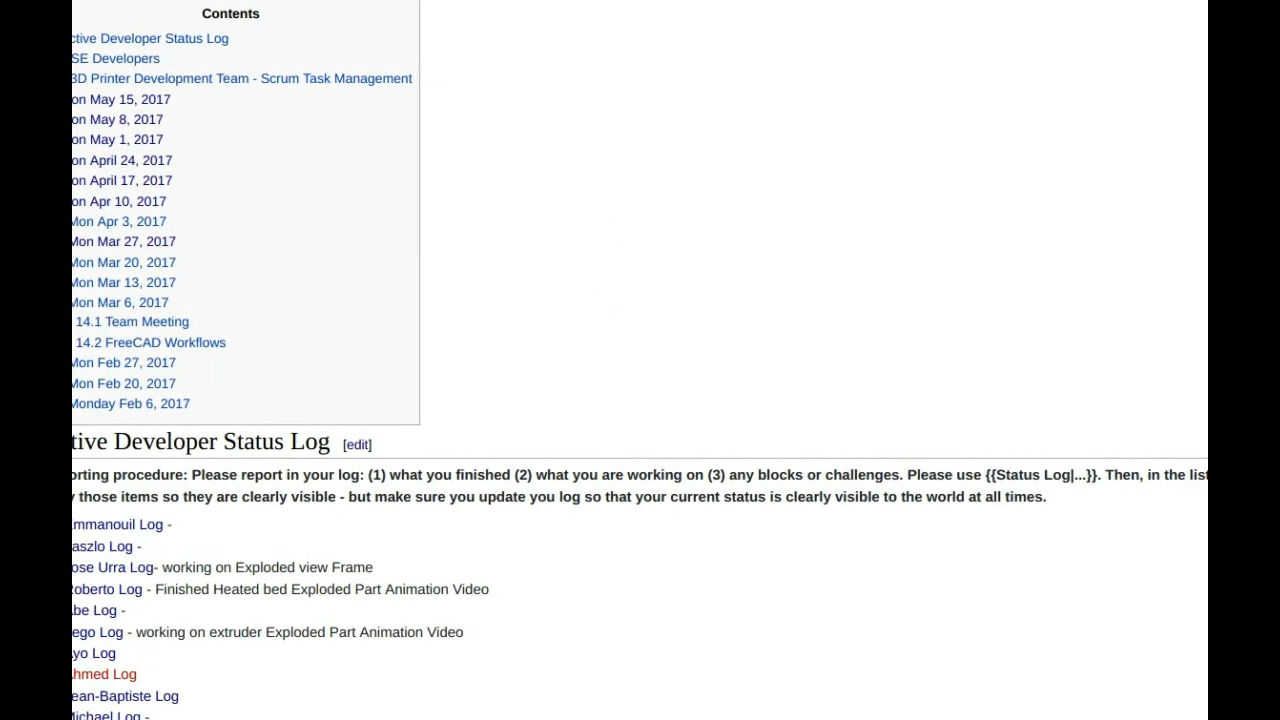 Contents
ctive Developer Status Log
SE Developers
3D Printer Development Team - Scrum Task Management
on May 15, 2017
on May 8, 2017
on May 1, 2017
on April 24, 2017
on April 17, 2017
on Apr 10, 2017
Mon Apr 3, 2017
Mon Mar 27, 2017
Mon Mar 20, 2017
Mon Mar 13, 2017
Mon Mar 6, 2017
14.1 Team Meeting
14.2 FreeCAD Workflows
Mon Feb 27, 2017
Mon Feb 20, 2017
Monday Feb 6, 2017
tive Developer Status Log [edit]
orting procedure: Please report in your log: (1) what you finished (2) what you are working on (3) any blocks or challenges. Please use {{Status Log|...}}. Then, in the list
y those items so they are clearly visible - but make sure you update you log so that your current status is clearly visible to the world at all times.
mmanouil Log -
aszlo Log -
ose Urra Log- working on Exploded view Frame
Roberto Log - Finished Heated bed Exploded Part Animation Video
Abe Log -
ego Log - working on extruder Exploded Part Animation Video
Ayo Log
Ahmed Log
ean-Baptiste Log
Michael Log -